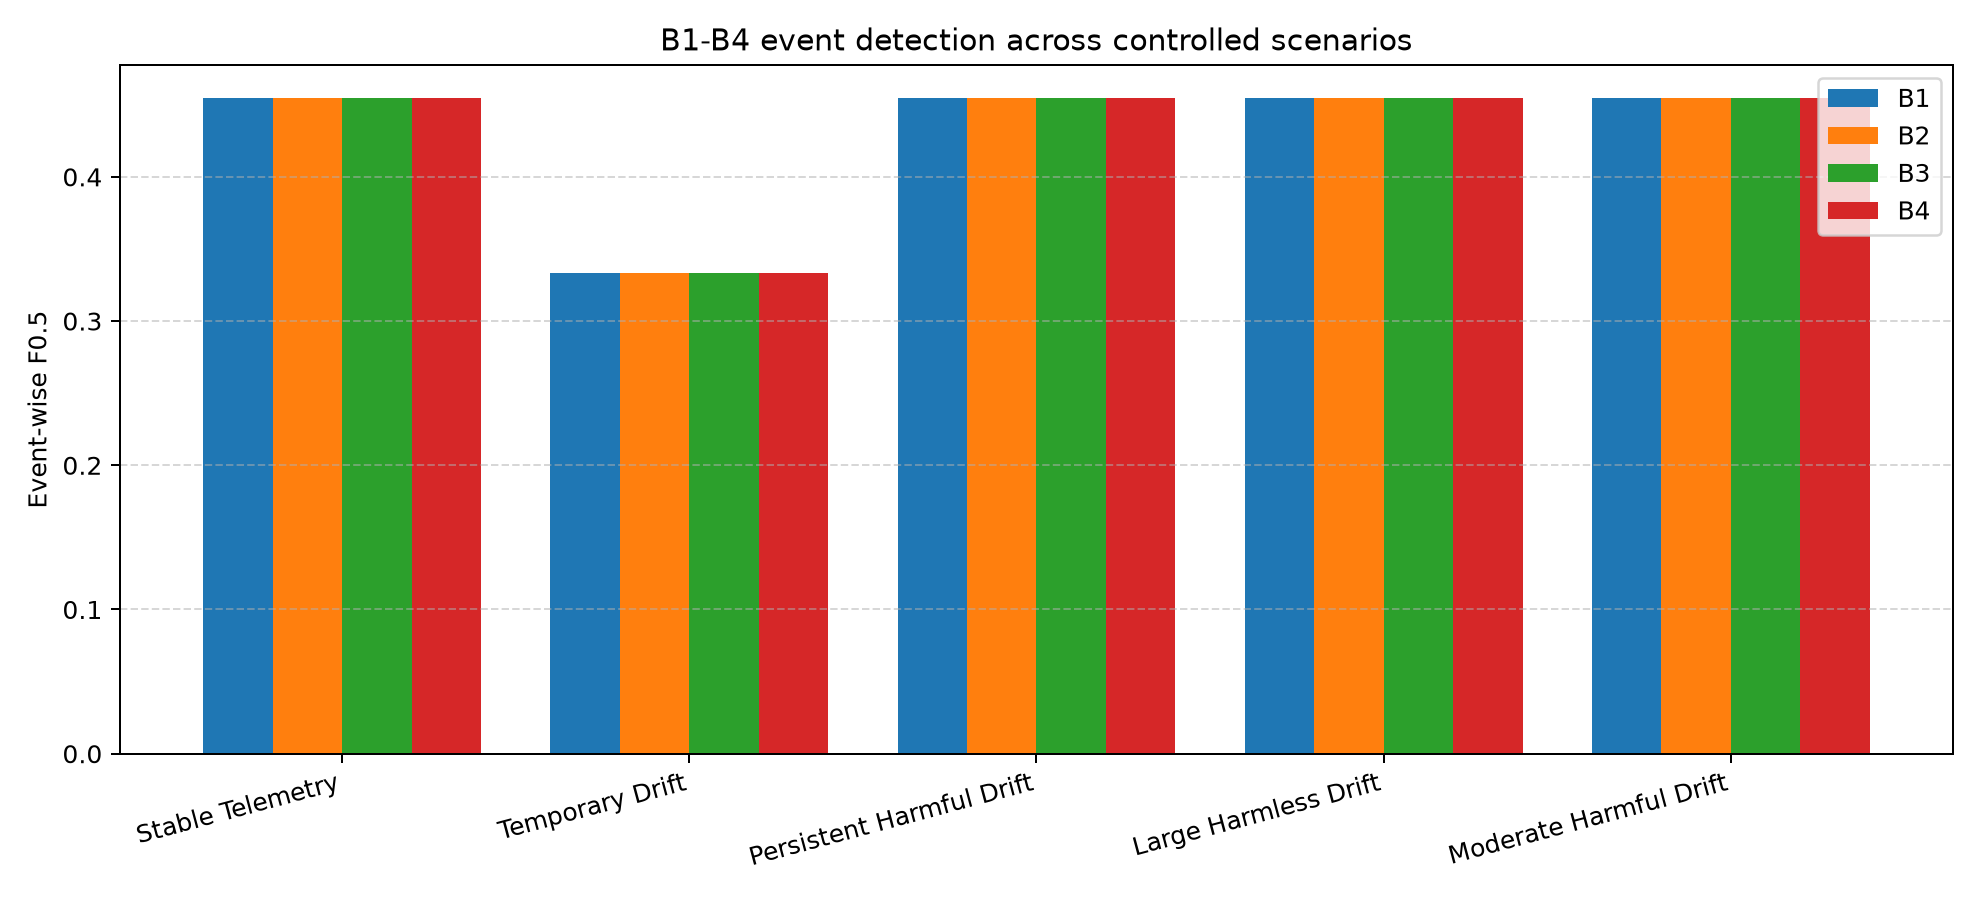 B1-B4 event detection across controlled scenarios
Event-wise F0.5
0.4
0.3
0.2
0.1
0.0
B1
B2
B3
B4
Stable Telemetry
Temporary Drift
Persistent Harmful Drift
Large Harmless Drift
Moderate Harmful Drift